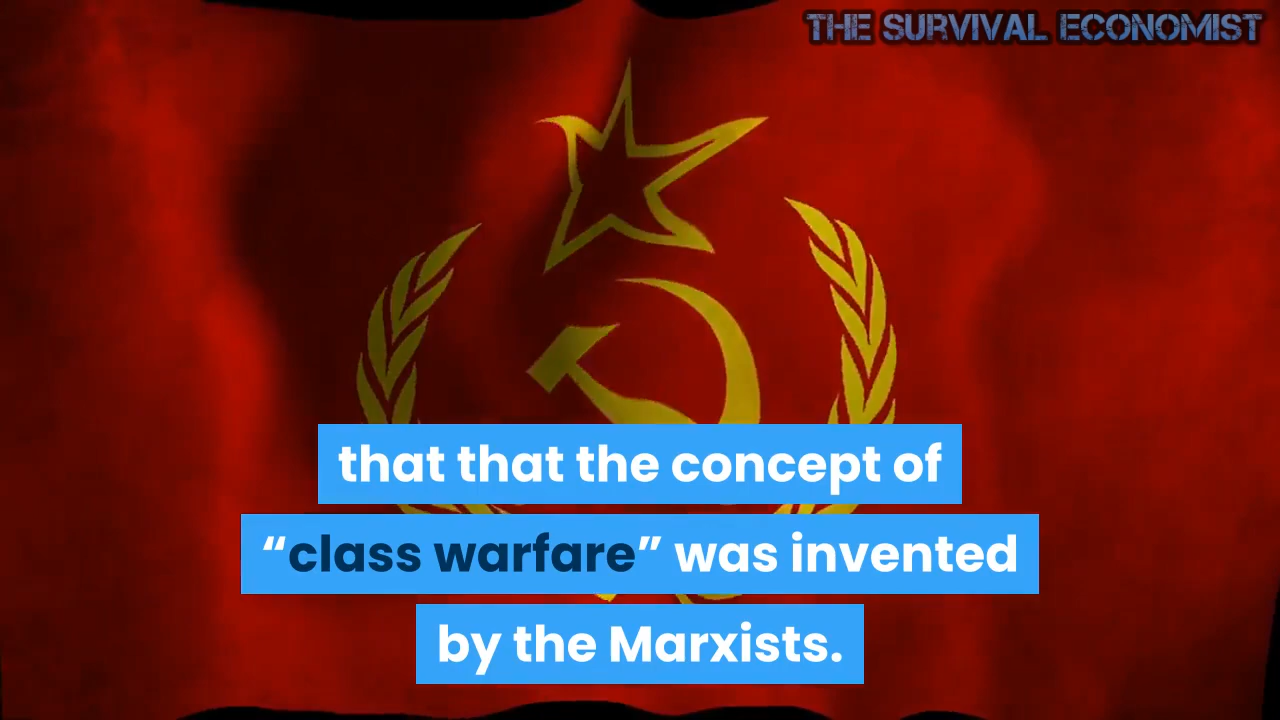 THE SURVIVAL ECONOMIST
that that the concept of
“class warfare” was invented
by the Marxists.